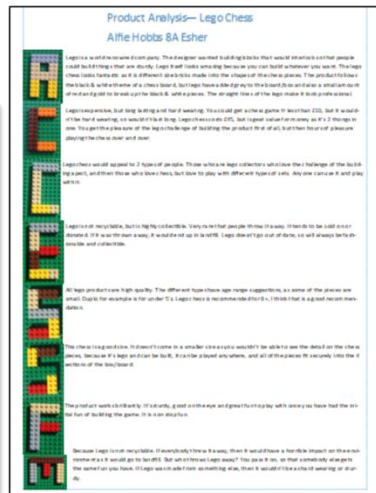 Product Analysis— Lego Chess
Alfie Hobbs 8A Esher
A
Lego is a world renowned company. The designer wanted building blocks that would interlock so that people
could build things that are sturdy. Lego itself looks amazing because you can build whatever you want. The lego
chess looks fantastic as it is different size bricks made into the shapes of the chess pieces. The product follows
the black & white theme of a chess board, but lego have added grey to the board/box and also a small amount
of red and gold to break up the black & white pieces. The straight lines of the lego make it look professional
C
Lego is expensive, but long lasting and hard wearing. You could get a chess game in less than £10, but it would-
n't be hard wearing, so wouldn't last long. Lego chess costs £45, but is great value for money as it's 2 things in
one. You get the pleasure of the lego challenge of building the product first of all, but then hours of pleasure
playing the chess over and over.
L
Lego chess would appeal to 2 types of people. Those who are lego collectors who love the challenge of the build-
ing aspect, and then those who love chess, but love to play with different types of sets. Any one can use it and play
with it.
E
Lego is not recyclable, but is highly collectible. Very rare that people throw it away. It tends to be sold on or
donated. If it was thrown away, it would end up in landfill. Lego doesn't go out of date, so will always be fash-
ionable and collectible.
S
All lego products are high quality. The different types have age range suggestions, as some of the pieces are
small. Duplo for example is for under 5's. Lego chess is recommended for 8+. I think that is a good recommen-
dation.
S
This chess is a good size. It doesn't come in a smaller size as you wouldn't be able to see the detail on the chess
pieces, because it's lego and can be built, it can be played anywhere, and all of the pieces fit securely into the 4
sections of the box/board.
F
The product works brilliantly. It's sturdy, good on the eye and great fun to play with once you have had the ini-
tial fun of building the game. It is non stop fun
M
Because Lego is not recyclable. If everybody threw it away, then it would have a horrible impact on the envi-
ronment as it would go to landfill. But who throws Lego away? You pass it on, so that somebody else gets
the same fun you have. If Lego was made from something else, then it wouldn't be as hard wearing or stur-
dy.